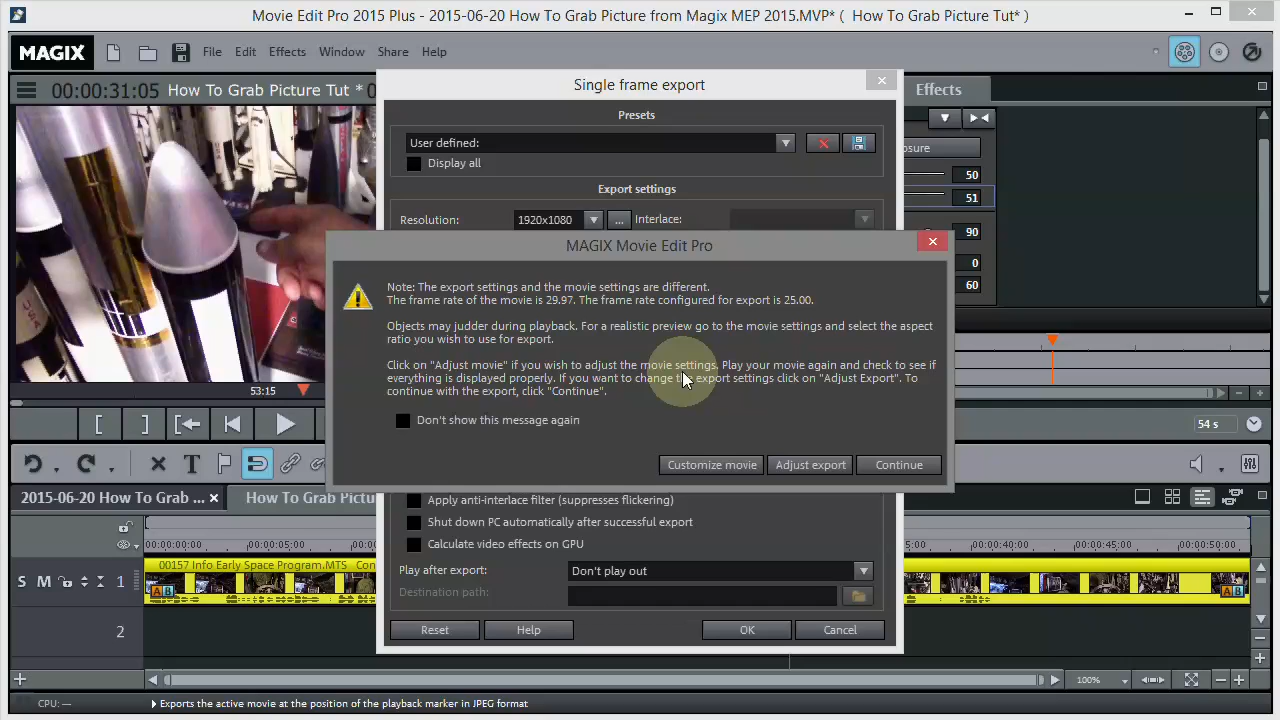 Movie Edit Pro 2015 Plus - 2015-06-20 How To Grab Picture from Magix MEP 2015.MVP* ( How To Grab Picture Tut* )
MAGIX
File Edit Effects Window Share Help
00:00:31:05 How To Grab Picture Tut *
Single frame export
Effects
Presets
User defined:
Display all
50
Export settings
51
Resolution: 1920x1080 ... Interlace:
90
MAGIX Movie Edit Pro
0
60
Note: The export settings and the movie settings are different.
The frame rate of the movie is 29.97. The frame rate configured for export is 25.00.
Objects may judder during playback. For a realistic preview go to the movie settings and select the aspect
ratio you wish to use for export.
Click on "Adjust movie" if you wish to adjust the movie settings. Play your movie again and check to see if
everything is displayed properly. If you want to change the export settings click on "Adjust Export". To
continue with the export, click "Continue".
53:15
Don't show this message again
54 s
Customize movie Adjust export Continue
2015-06-20 How To Grab ... × How To Grab Pictu
Apply anti-interlace filter (suppresses flickering)
Shut down PC automatically after successful export
Calculate video effects on GPU
00:00:00:00 00:00:05:00 00:00:40:00 00:00:45:00 00:00:50:00
00157 Info Early Space Program.MTS
Play after export: Don't play out
S M 1
A B A B
Destination path:
2
Reset Help OK Cancel
100%
CPU: —
Exports the active movie at the position of the playback marker in JPEG format